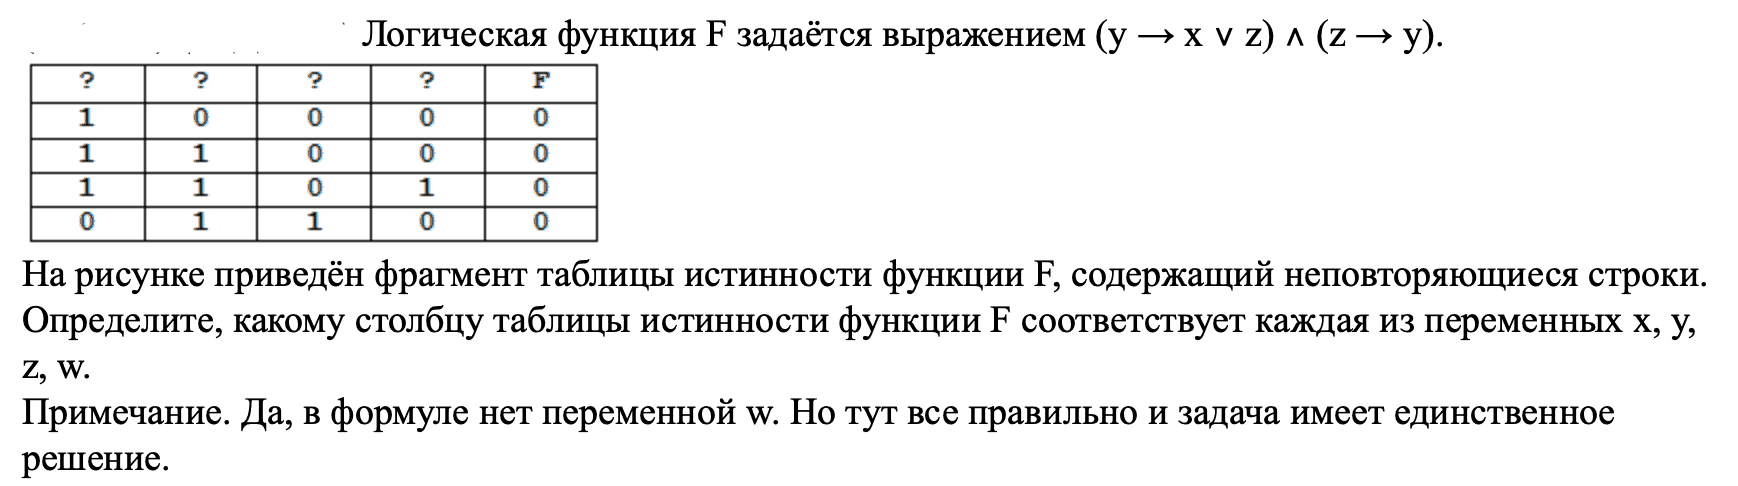 Логическая функция F задаётся выражением (y → x ∨ z) ∧ (z → y).
? ? ? ? F
1 0 0 0 0
1 1 0 0 0
1 1 0 1 0
0 1 1 0 0
На рисунке приведён фрагмент таблицы истинности функции F, содержащий неповторяющиеся строки.
Определите, какому столбцу таблицы истинности функции F соответствует каждая из переменных x, y,
z, w.
Примечание. Да, в формуле нет переменной w. Но тут все правильно и задача имеет единственное
решение.